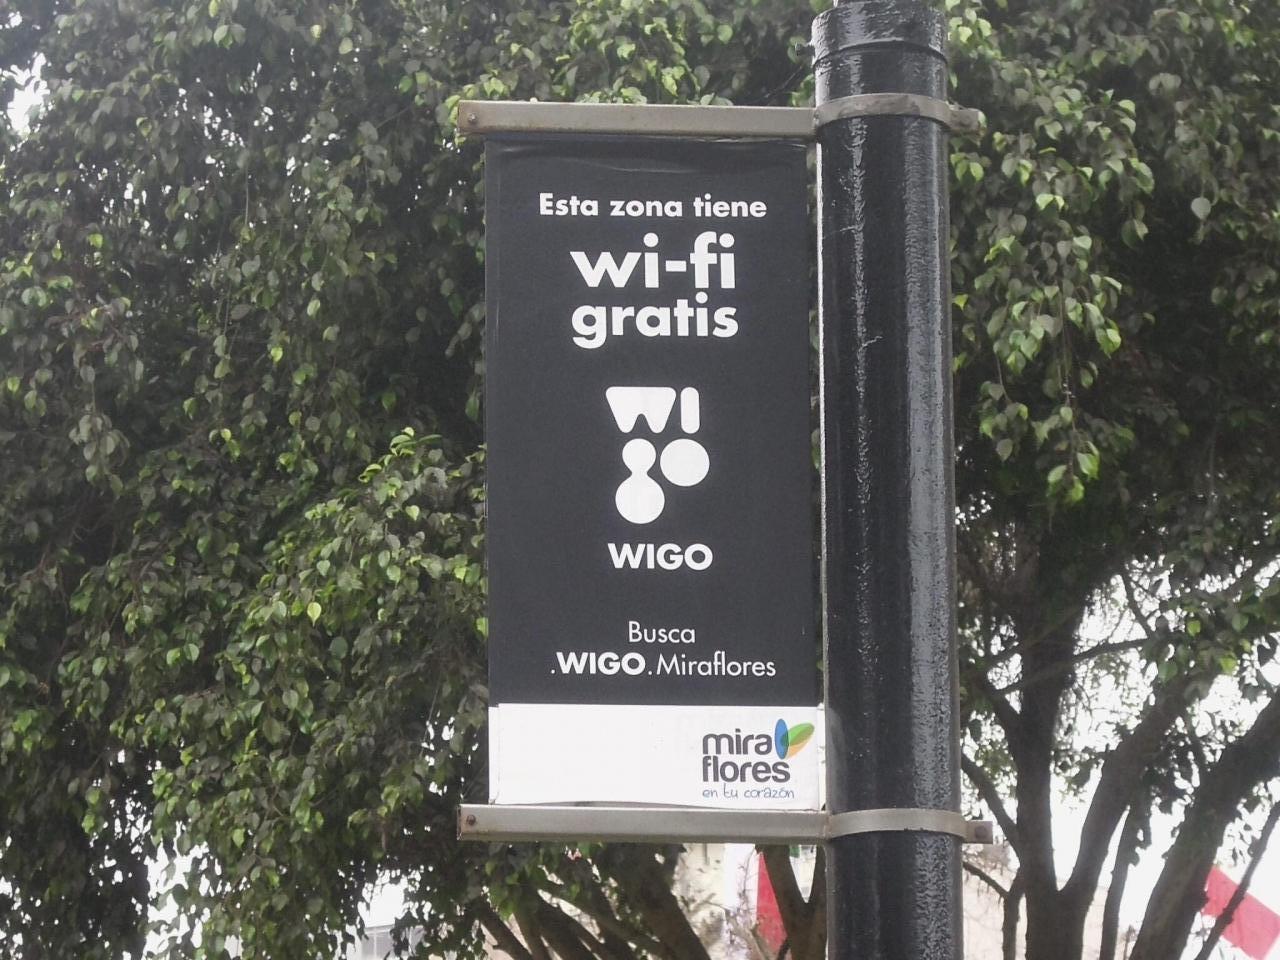 Esta zona tiene
wi-fi
gratis
WI
GO
WIGO
Busca
.WIGO.Miraflores
mira
flores
en tu corazón